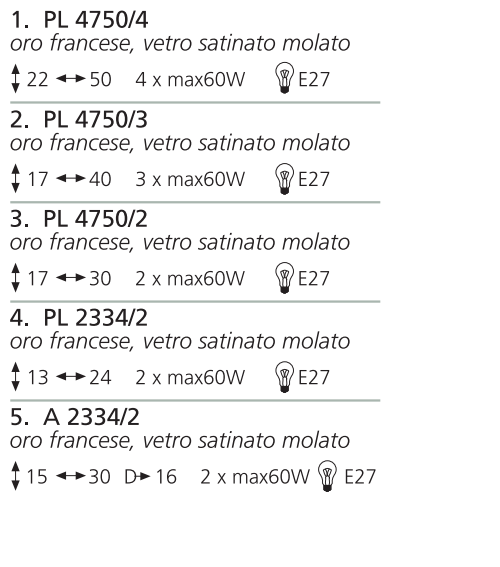 1. PL 4750/4
oro francese, vetro satinato molato
22 50 4 x max60W E27
2. PL 4750/3
oro francese, vetro satinato molato
17 40 3 x max60W E27
3. PL 4750/2
oro francese, vetro satinato molato
17 30 2 x max60W E27
4. PL 2334/2
oro francese, vetro satinato molato
13 24 2 x max60W E27
5. A 2334/2
oro francese, vetro satinato molato
15 30 D 16 2 x max60W E27